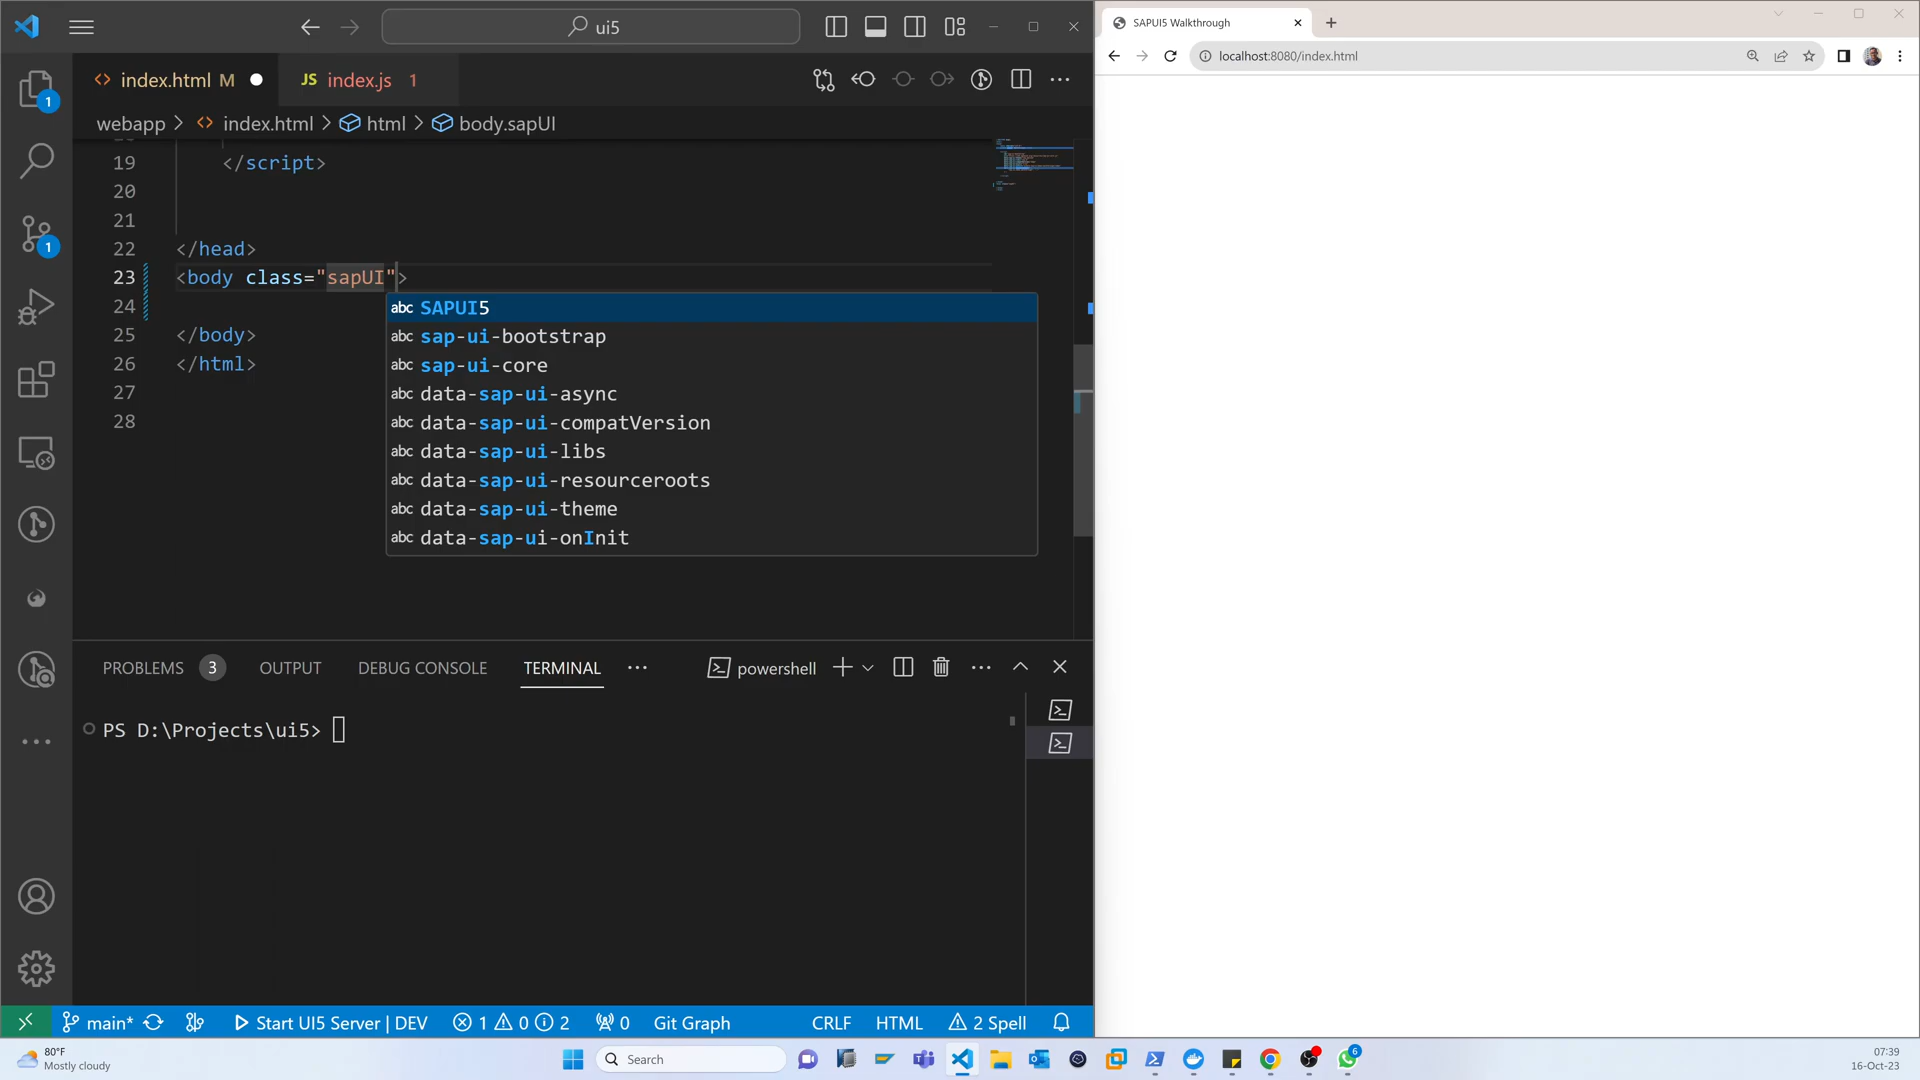 ui5
index.html M
JS index.js 1
webapp > index.html > html > body.sapUI
19 </script>
20
21
22 </head>
23 <body class="sapUI">
24
25 </body>
26 </html>
27
28
abc SAPUI5
abc sap-ui-bootstrap
abc sap-ui-core
abc data-sap-ui-async
abc data-sap-ui-compatVersion
abc data-sap-ui-libs
abc data-sap-ui-resourceroots
abc data-sap-ui-theme
abc data-sap-ui-onInit
1
1
PROBLEMS 3 OUTPUT DEBUG CONSOLE TERMINAL powershell
PS D:\Projects\ui5>
main* Start UI5 Server | DEV 1 0 2 0 Git Graph CRLF HTML 2 Spell
SAPUI5 Walkthrough
localhost:8080/index.html
80°F
Mostly cloudy
Search
6
07:39
16-Oct-23